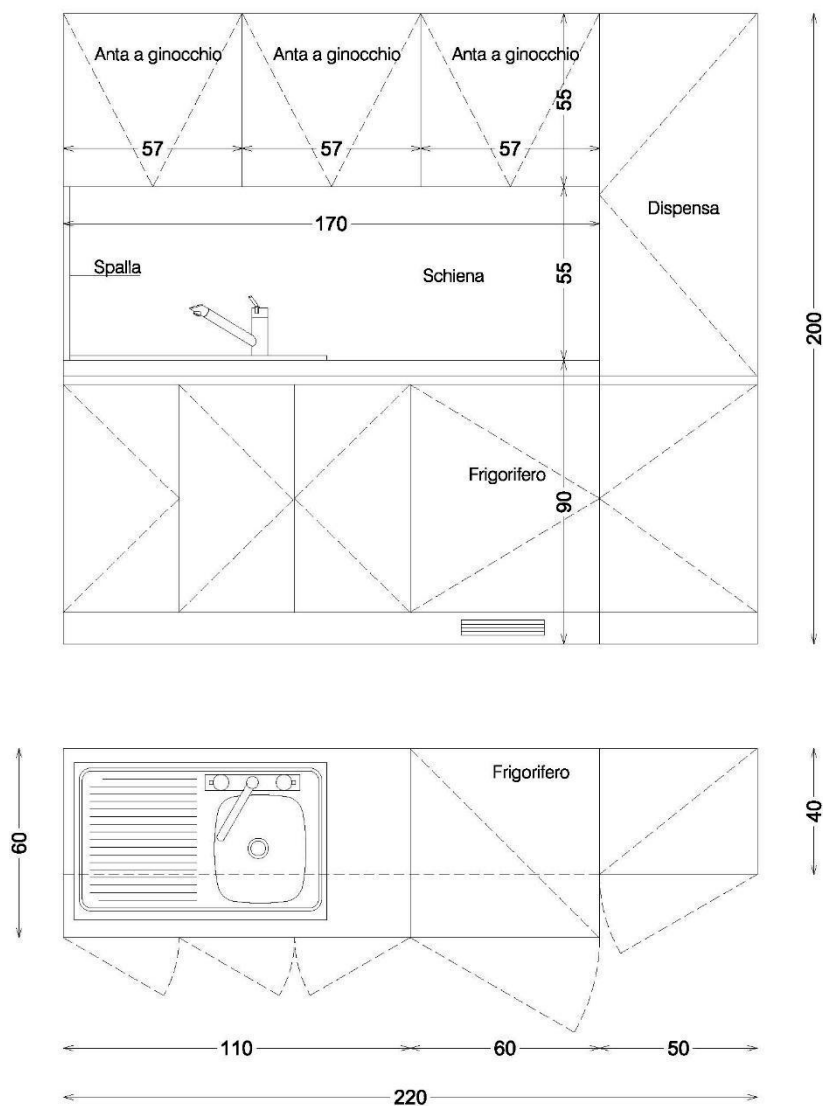 Anta a ginocchio Anta a ginocchio Anta a ginocchio
55
57 57 57
Dispensa
170
Spalla Schiena
55
200
Frigorifero
90
Frigorifero
40
60
110 60 50
220